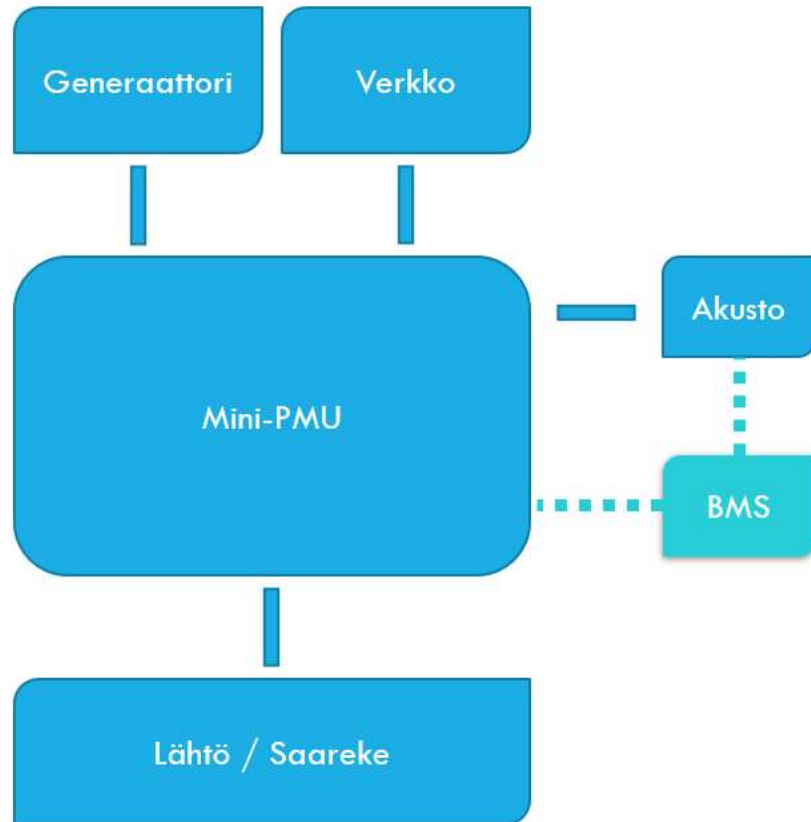 Generaattori
Verkko
Akusto
Mini-PMU
BMS
Lähtö / Saareke